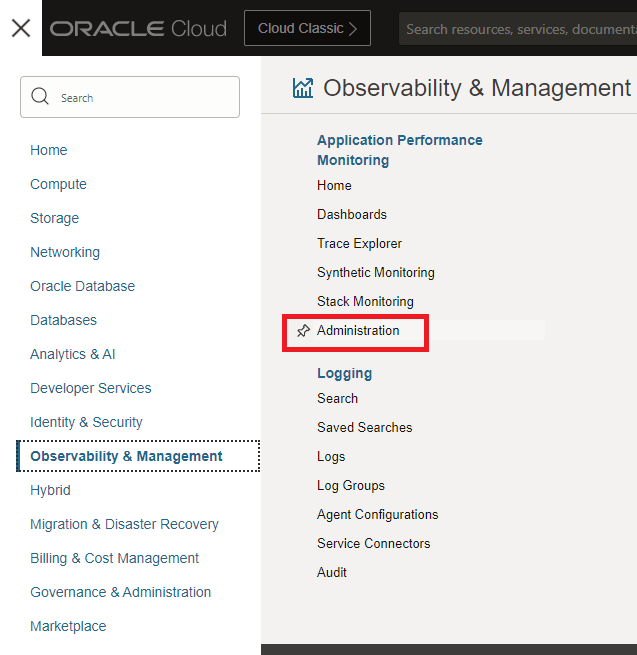 ORACLE Cloud
Cloud Classic
Search resources, services, documenta
Search
Home
Compute
Storage
Networking
Oracle Database
Databases
Analytics & AI
Developer Services
Identity & Security
Observability & Management
Hybrid
Migration & Disaster Recovery
Billing & Cost Management
Governance & Administration
Marketplace
Observability & Management
Application Performance
Monitoring
Home
Dashboards
Trace Explorer
Synthetic Monitoring
Stack Monitoring
Administration
Logging
Search
Saved Searches
Logs
Log Groups
Agent Configurations
Service Connectors
Audit